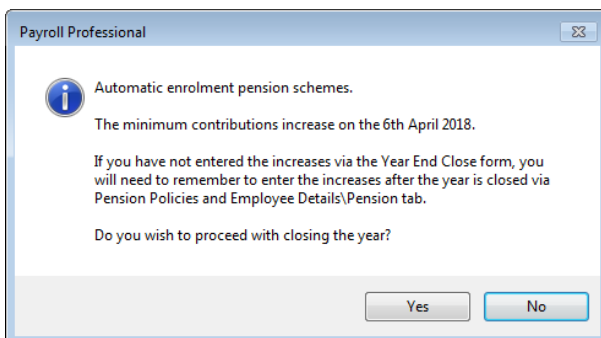 Payroll Professional
Automatic enrolment pension schemes.
The minimum contributions increase on the 6th April 2018.
If you have not entered the increases via the Year End Close form, you
will need to remember to enter the increases after the year is closed via
Pension Policies and Employee Details\Pension tab.
Do you wish to proceed with closing the year?
Yes
No